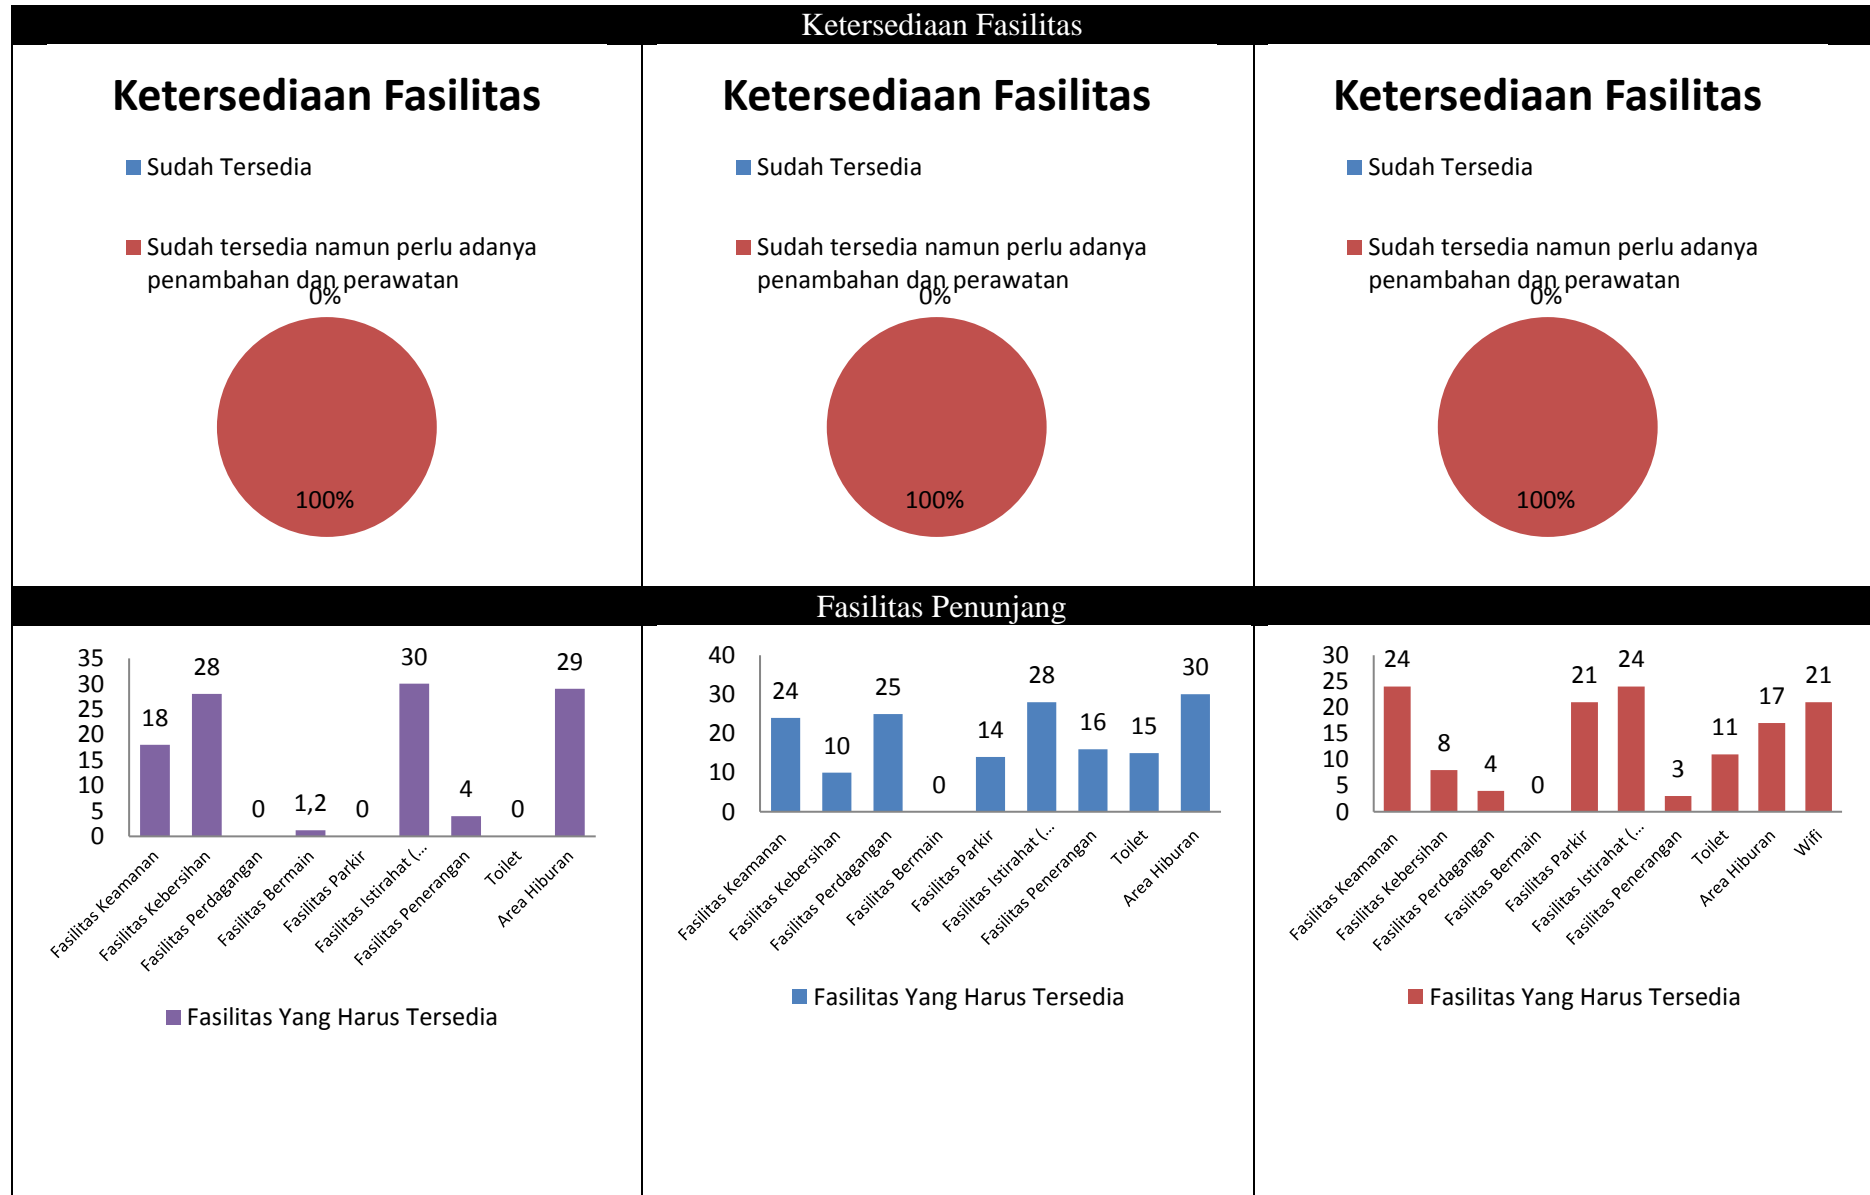 Ketersediaan Fasilitas
Ketersediaan Fasilitas
Sudah Tersedia
Sudah tersedia namun perlu adanya
penambahan dan perawatan
0%
100%
Ketersediaan Fasilitas
Sudah Tersedia
Sudah tersedia namun perlu adanya
penambahan dan perawatan
0%
100%
Ketersediaan Fasilitas
Sudah Tersedia
Sudah tersedia namun perlu adanya
penambahan dan perawatan
0%
100%
Fasilitas Penunjang
35
30
25
20
15
10
5
0
18
28
0
1,2
0
30
4
0
29
Fasilitas Keamanan
Fasilitas Kebersihan
Fasilitas Perdagangan
Fasilitas Bermain
Fasilitas Parkir
Fasilitas Istirahat (...
Fasilitas Penerangan
Toilet
Area Hiburan
Fasilitas Yang Harus Tersedia
40
30
20
10
0
24
10
25
0
14
28
16
15
30
Fasilitas Keamanan
Fasilitas Kebersihan
Fasilitas Perdagangan
Fasilitas Bermain
Fasilitas Parkir
Fasilitas Istirahat (...
Fasilitas Penerangan
Toilet
Area Hiburan
Fasilitas Yang Harus Tersedia
30
25
20
15
10
5
0
24
8
4
0
21
24
3
11
17
21
Fasilitas Keamanan
Fasilitas Kebersihan
Fasilitas Perdagangan
Fasilitas Bermain
Fasilitas Parkir
Fasilitas Istirahat (...
Fasilitas Penerangan
Toilet
Area Hiburan
Wifi
Fasilitas Yang Harus Tersedia